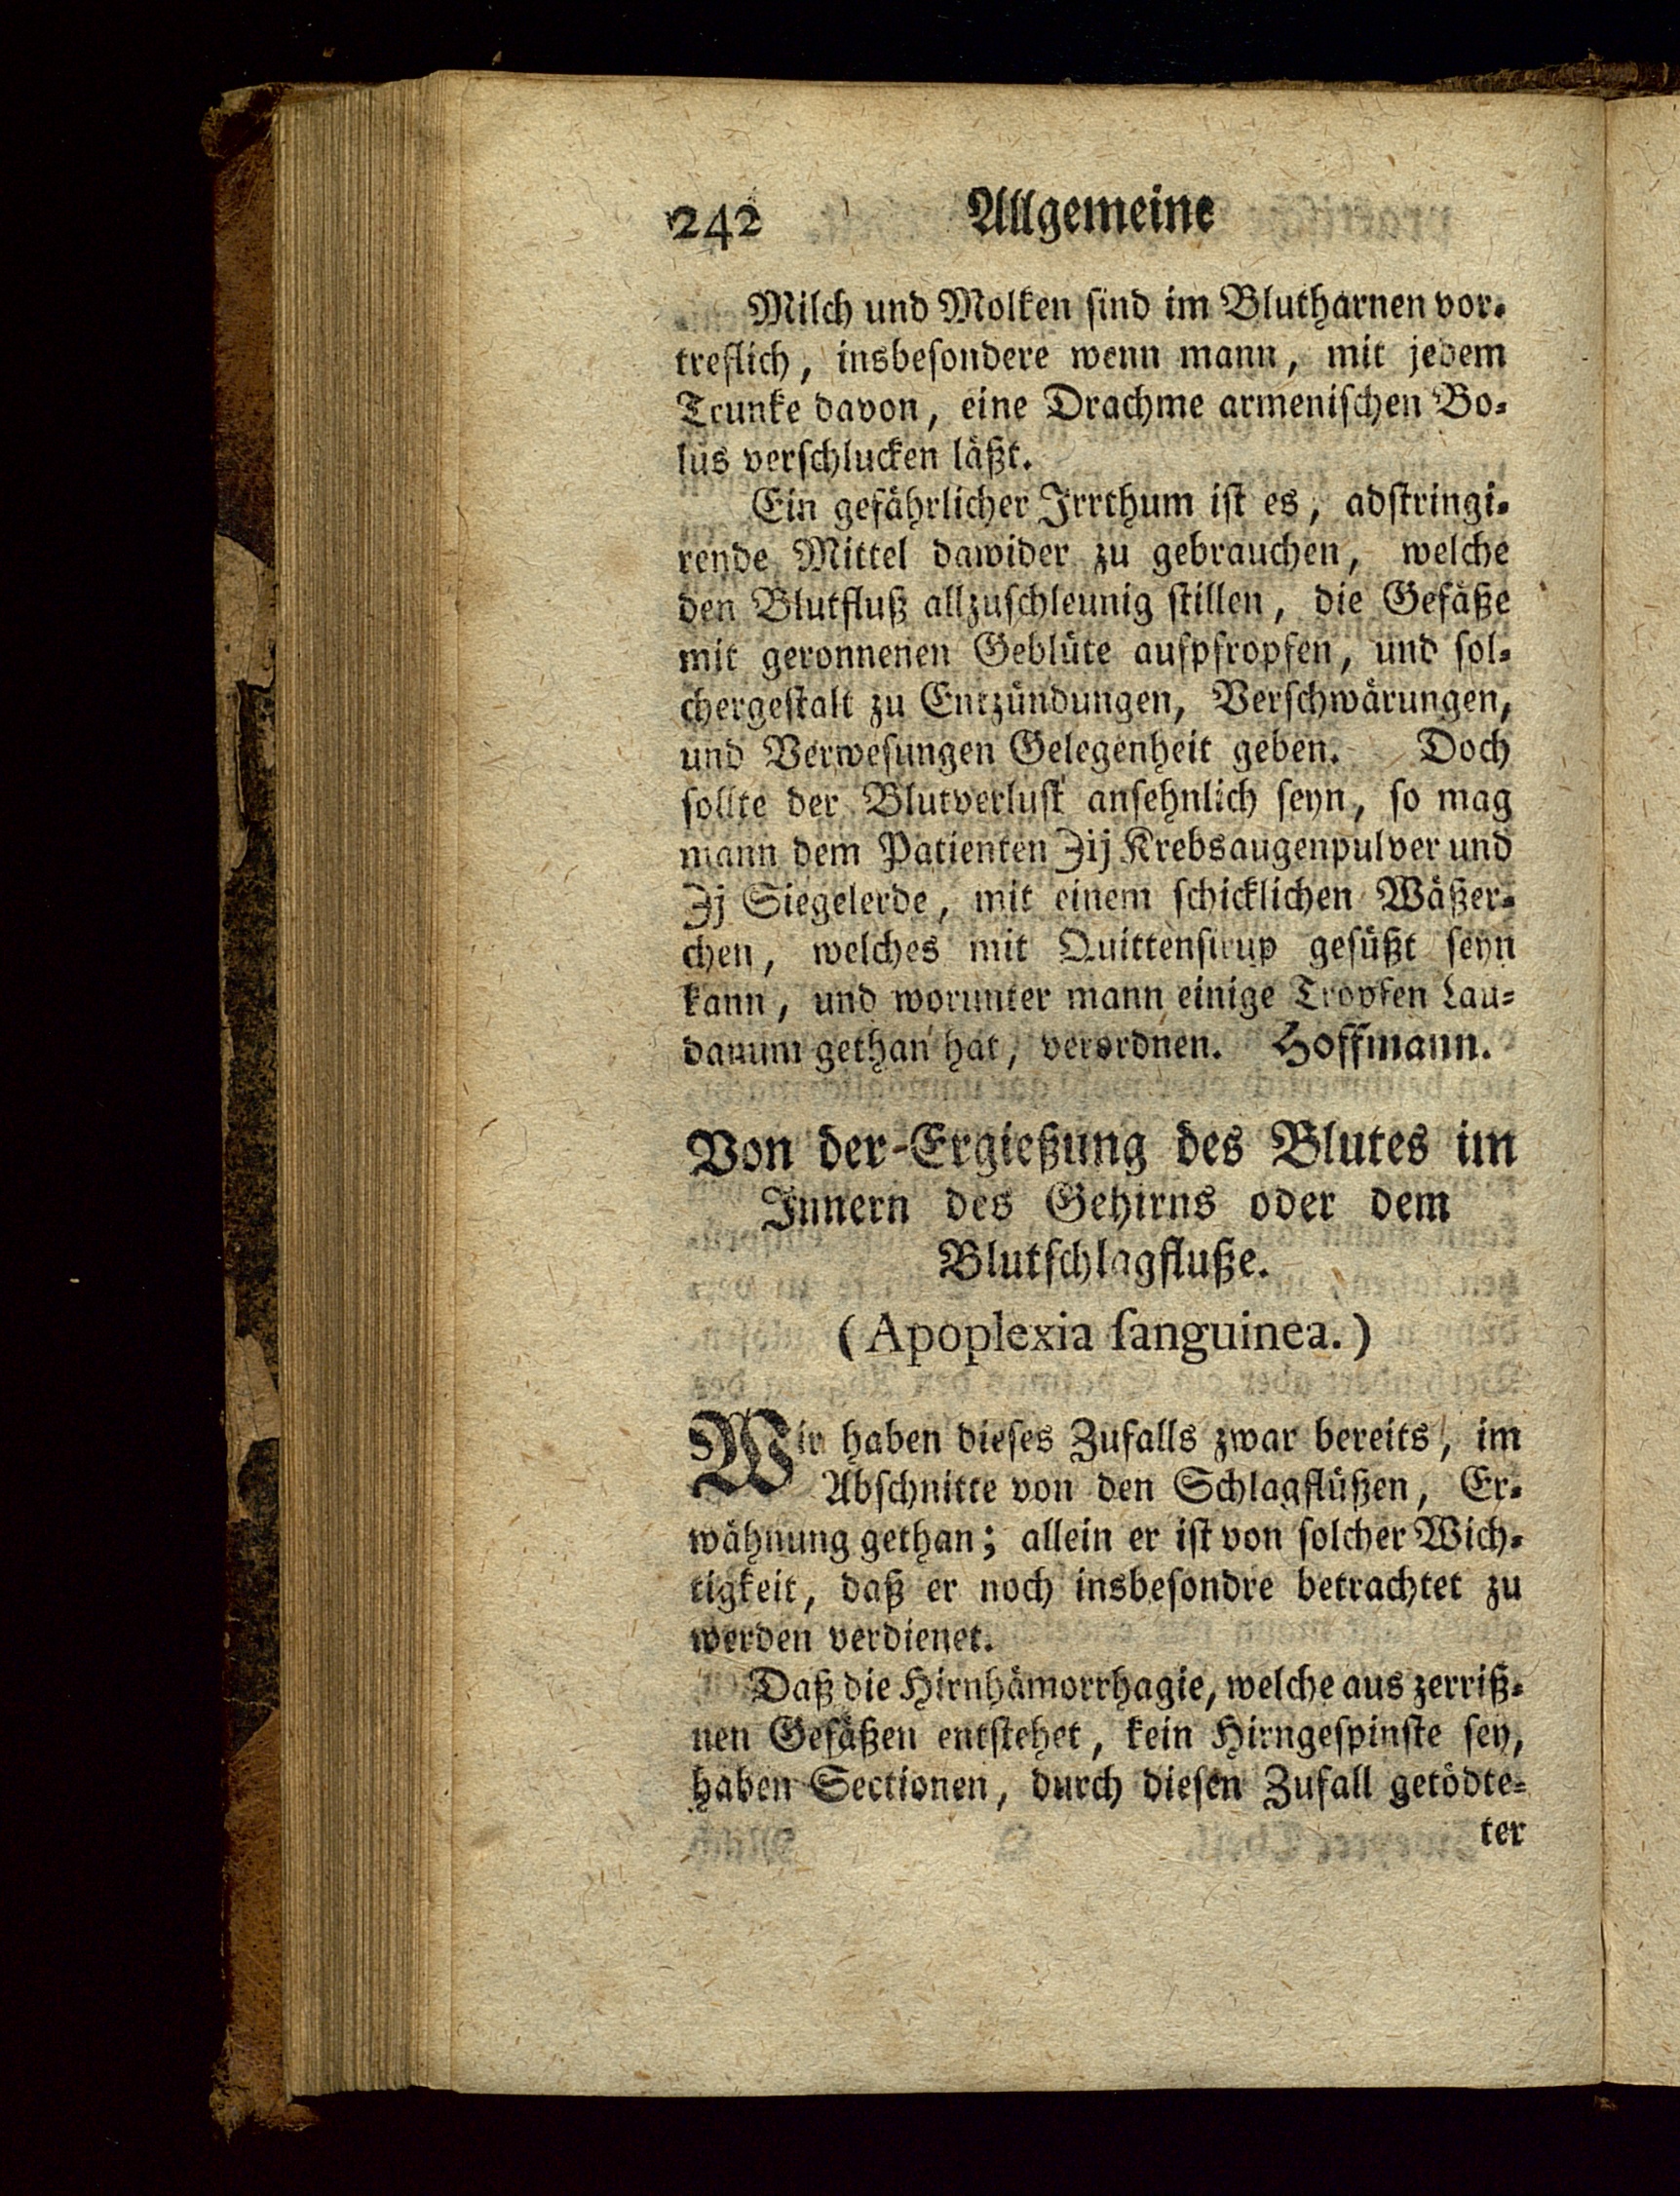 242 Allgemeine
Milch und Molken sind im Blutharnen vor-
treflich, insbesondere wenn mann, mit jedem
Trunke davon, eine Drachme armenischen Bo-
lus verschlucken läßt.
Ein gefährlicher Irrthum ist es, adstringi-
rende Mittel dawider zu gebrauchen, welche
den Blutfluß allzuschleunig stillen, die Gefäße
mit geronnenen Geblüte aufpfropfen, und sol-
chergestalt zu Entzündungen, Verschwärungen,
und Verwesungen Gelegenheit geben. Doch
sollte der Blutverlust ansehnlich seyn, so mag
mann dem Patienten ʒij Krebsaugenpulver und
ʒj Siegelerde, mit einem schicklichen Wäßer-
chen, welches mit Quittensirup gesüßt seyn
kann, und worunter mann einige Tropfen Lau-
danum gethan hat, verordnen. Hoffmann.
Von der Ergießung des Blutes im
Innern des Gehirns oder dem
Blutschlagfluße.
(Apoplexia ſanguinea.)
Wir haben dieses Zufalls zwar bereits, im
Abschnitte von den Schlagflüßen, Er-
wähnung gethan; allein er ist von solcher Wich-
tigkeit, daß er noch insbesondre betrachtet zu
werden verdienet.
Daß die Hirnhämorrhagie, welche aus zerriß-
nen Gefäßen entstehet, kein Hirngespinste sey,
haben Sectionen, durch diesen Zufall getödte-
ter